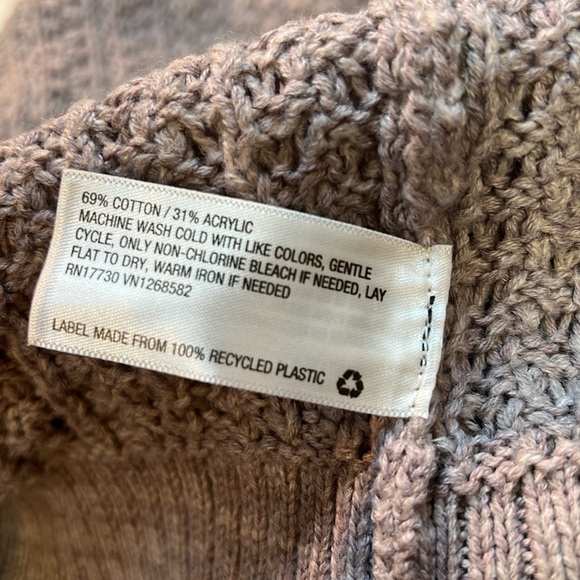 69% COTTON / 31% ACRYLIC
MACHINE WASH COLD WITH LIKE COLORS, GENTLE
CYCLE, ONLY NON-CHLORINE BLEACH IF NEEDED, LAY
FLAT TO DRY, WARM IRON IF NEEDED
RN17730 VN1268582
LABEL MADE FROM 100% RECYCLED PLASTIC